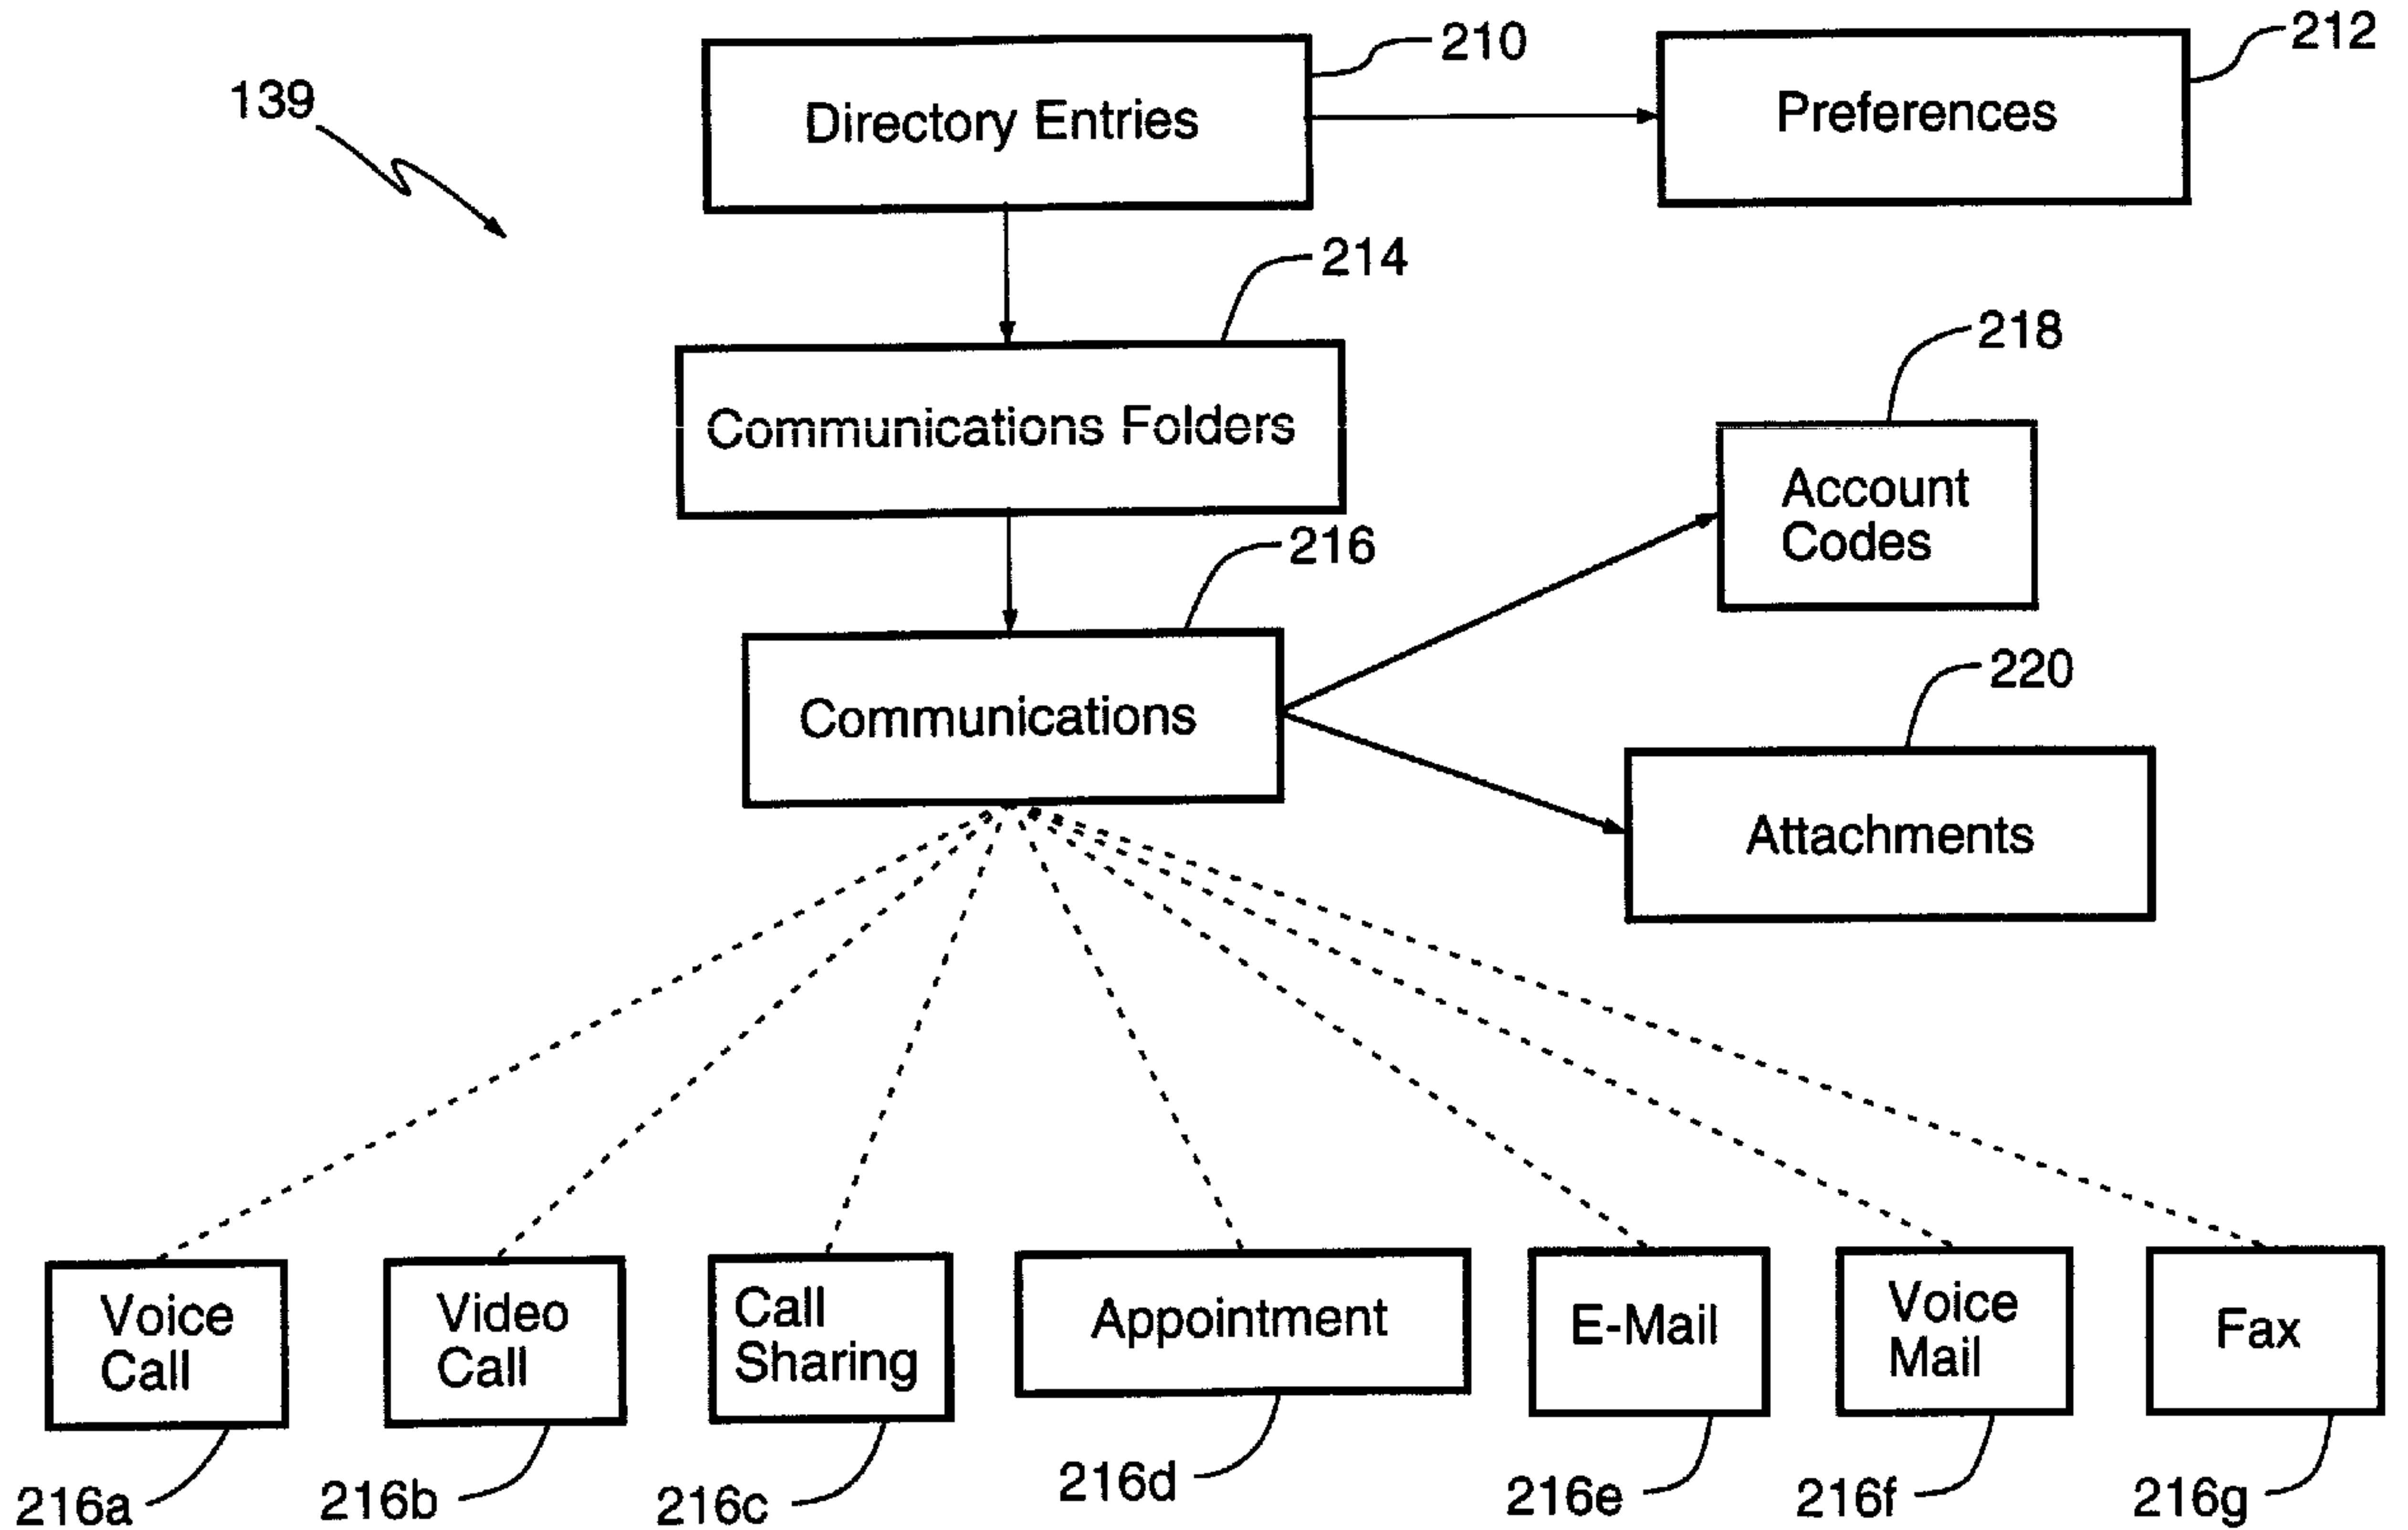 210
212
139
Directory Entries
Preferences
214
218
Communications Folders
Account
Codes
216
220
Communications
Attachments
Voice
Call
Video
Call
Call
Sharing
Appointment
E-Mail
Voice
Mail
Fax
216a
216b
216c
216d
216e
216f
216g